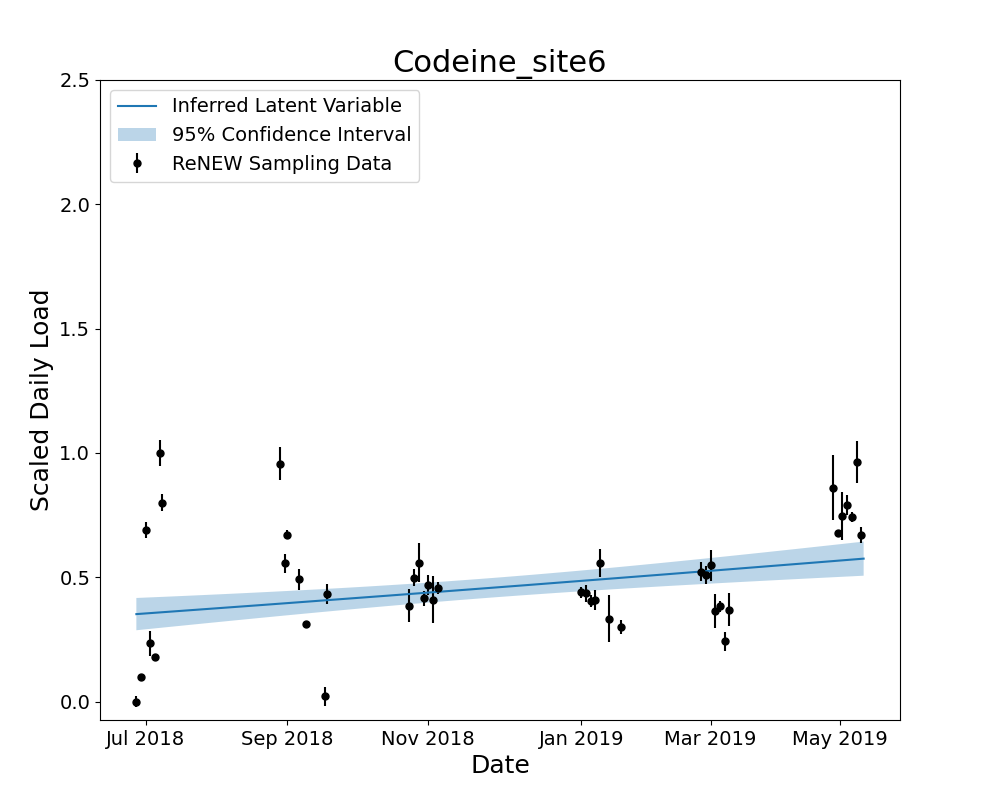 Codeine_site6
2.5
2.0
1.5
1.0
0.5
0.0
Scaled Daily Load
Inferred Latent Variable
95% Confidence Interval
ReNEW Sampling Data
Jul 2018
Sep 2018
Nov 2018
Jan 2019
Mar 2019
May 2019
Date